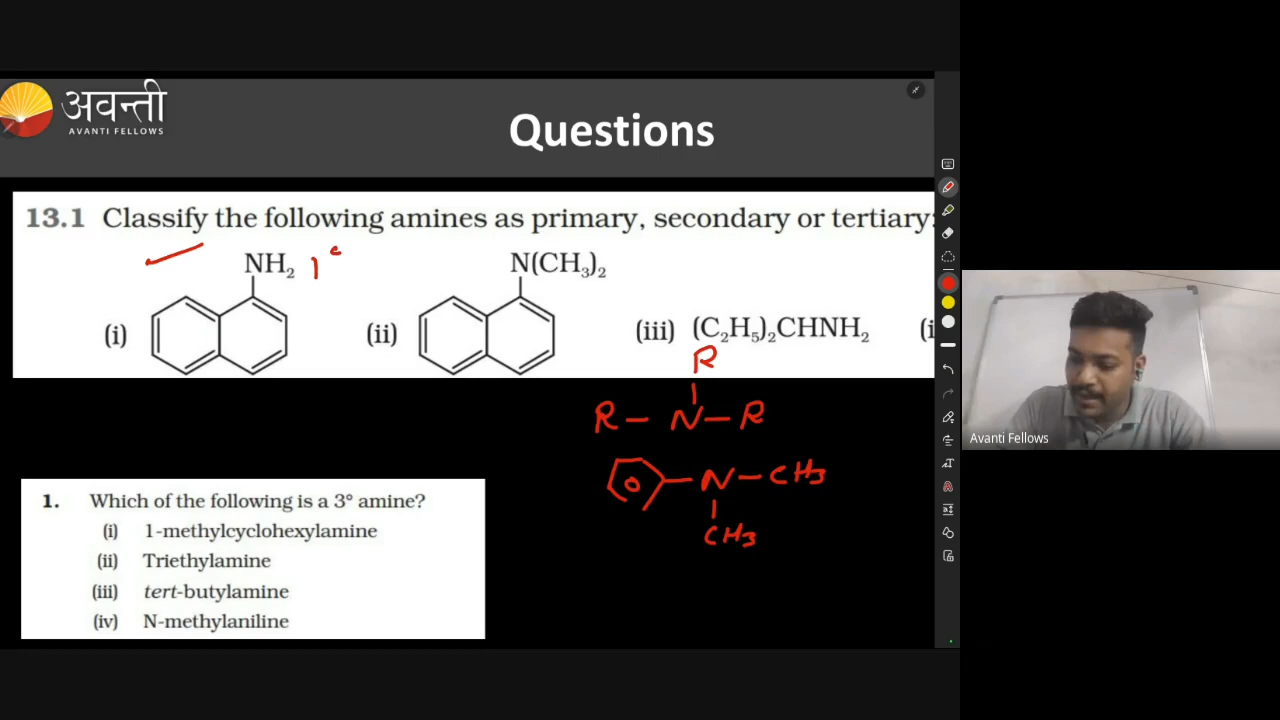 अवन्ती
AVANTI FELLOWS
Questions
13.1 Classify the following amines as primary, secondary or tertiary:
NH₂ 1°
N(CH₃)₂
(i)
(ii)
(iii) (C₂H₅)₂CHNH₂
(i
R
R - N - R
N - CH3
CH3
1. Which of the following is a 3° amine?
(i) 1-methylcyclohexylamine
(ii) Triethylamine
(iii) tert-butylamine
(iv) N-methylaniline
Avanti Fellows